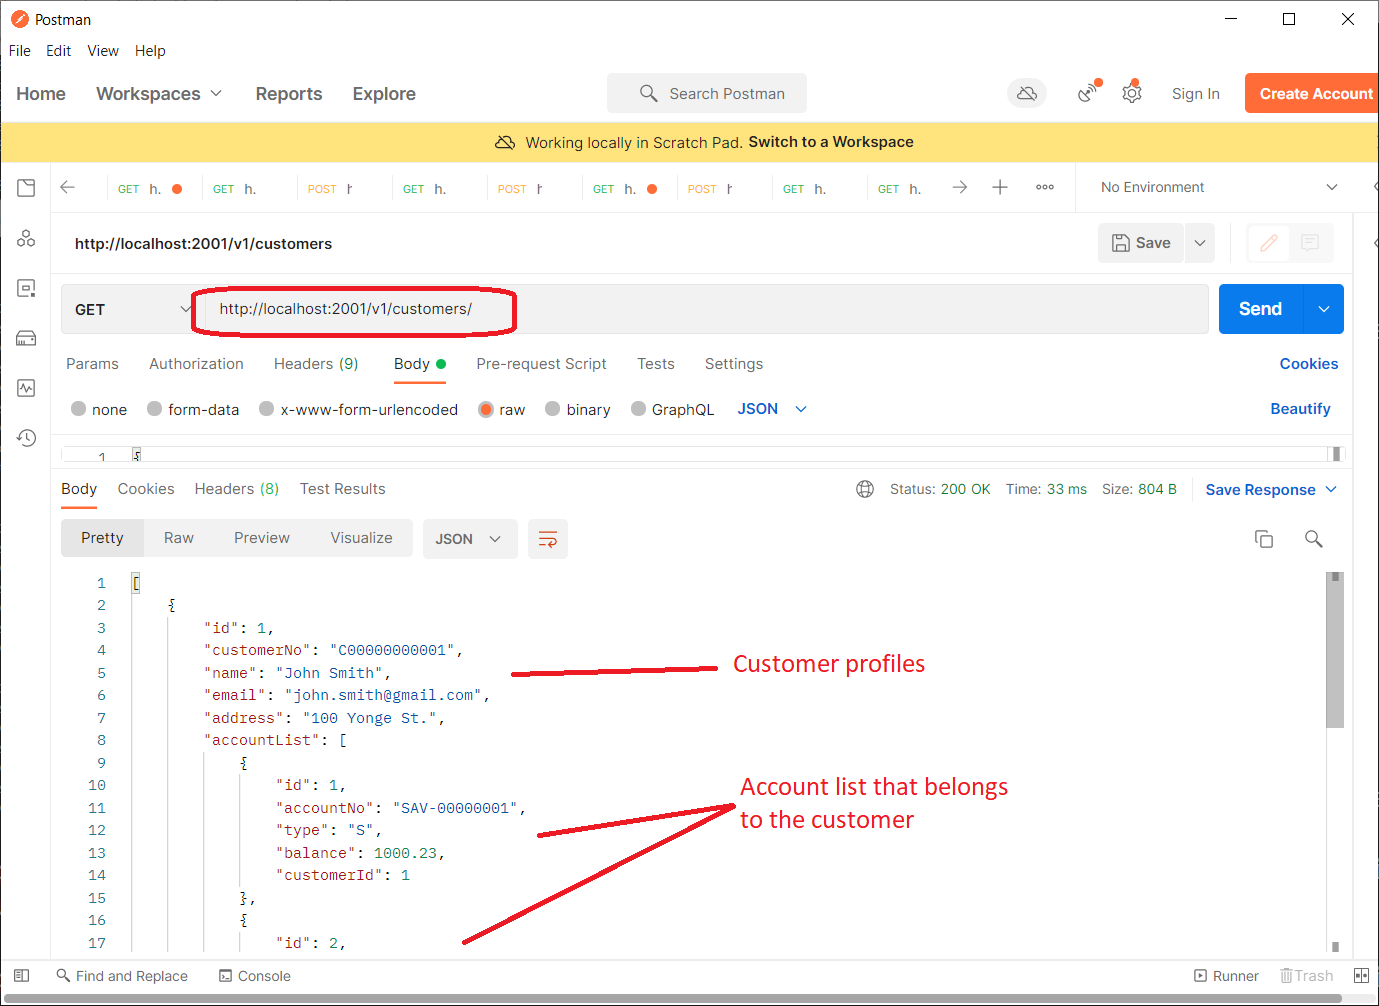 Postman
File Edit View Help
Home Workspaces Reports Explore Search Postman Sign In Create Account
Working locally in Scratch Pad. Switch to a Workspace
GET h. GET h. POST GET h. POST GET h. POST GET h. GET h. No Environment
http://localhost:2001/v1/customers Save
GET http://localhost:2001/v1/customers/ Send
Params Authorization Headers (9) Body Pre-request Script Tests Settings Cookies
none form-data x-www-form-urlencoded raw binary GraphQL JSON Beautify
1 {
Body Cookies Headers (8) Test Results Status: 200 OK Time: 33 ms Size: 804 B Save Response
Pretty Raw Preview Visualize JSON
1 [
2 {
3 "id": 1,
4 "customerNo": "C00000000001",
5 "name": "John Smith",
6 "email": "john.smith@gmail.com",
7 "address": "100 Yonge St.",
8 "accountList": [
9 {
10 "id": 1,
11 "accountNo": "SAV-00000001",
12 "type": "S",
13 "balance": 1000.23,
14 "customerId": 1
15 },
16 {
17 "id": 2,
Customer profiles
Account list that belongs
to the customer
Find and Replace Console Runner Trash